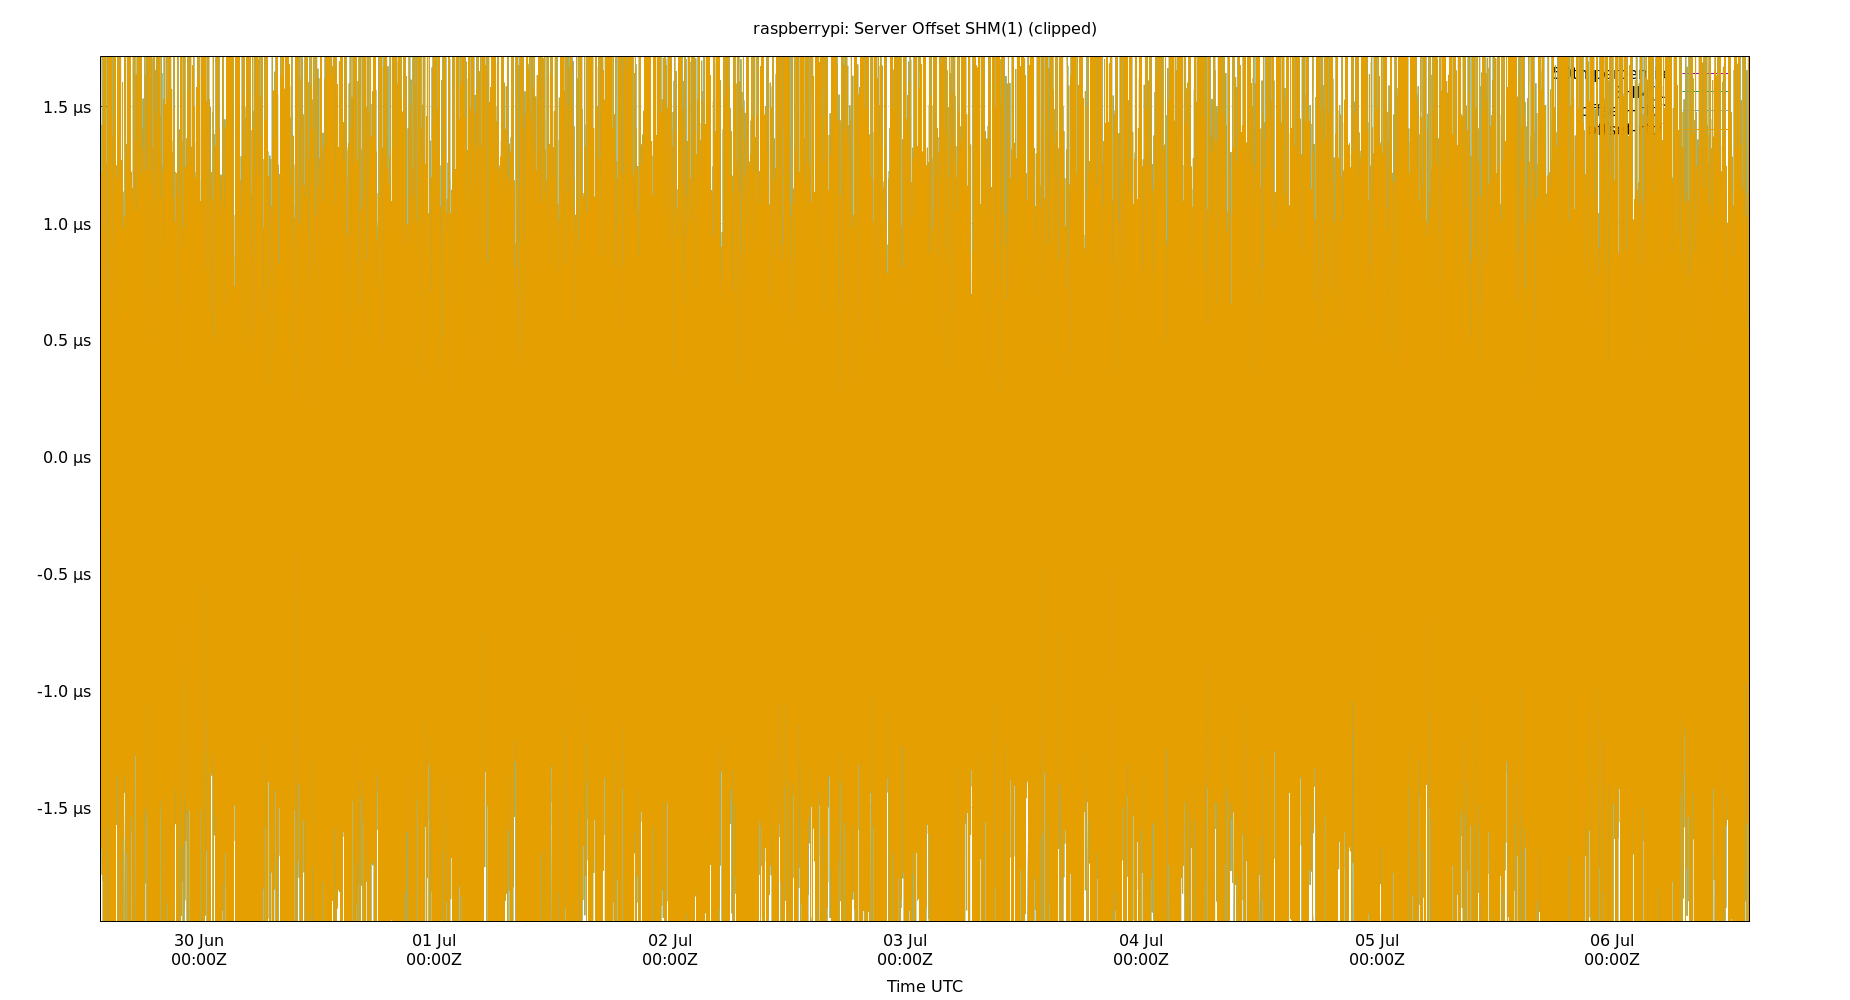 raspberrypi: Server Offset SHM(1) (clipped)
1.5 µs
1.0 µs
0.5 µs
0.0 µs
-0.5 µs
-1.0 µs
-1.5 µs
30 Jun 01 Jul 02 Jul 03 Jul 04 Jul 05 Jul 06 Jul
00:00Z 00:00Z 00:00Z 00:00Z 00:00Z 00:00Z 00:00Z
Time UTC